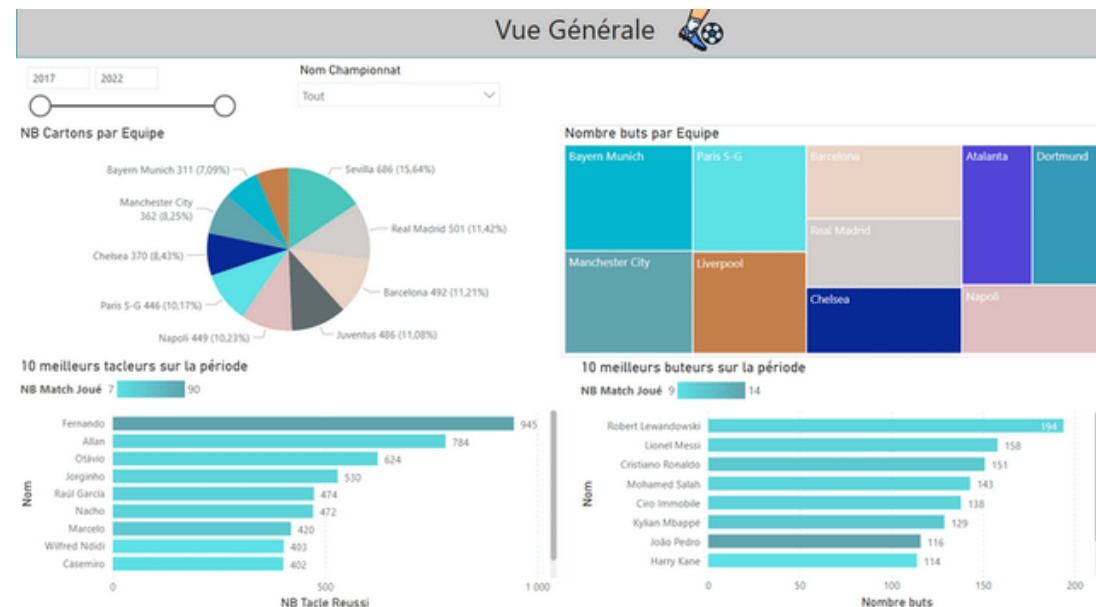 Vue Générale
2017
2022
Nom Championnat
Tout
NB Cartons par Equipe
Bayern Munich 311 (7,09%)
Sevilla 686 (15,64%)
Manchester City
362 (8,25%)
Real Madrid 501 (11,42%)
Chelsea 370 (8,43%)
Barcelona 492 (11,21%)
Paris S-G 446 (10,17%)
Napoli 449 (10,23%)
Juventus 486 (11,08%)
Nombre buts par Equipe
Bayern Munich
Paris S-G
Barcelona
Atalanta
Dortmund
Real Madrid
Manchester City
Liverpool
Chelsea
Napoli
10 meilleurs tacleurs sur la période
NB Match Joué 7 90
Nom
Fernando 945
Allan 784
Otávio 624
Jorginho 530
Raúl García 474
Nacho 472
Marcelo 420
Wilfred Ndidi 403
Casemiro 402
0 500 1 000
NB Tacle Reussi
10 meilleurs buteurs sur la période
NB Match Joué 9 14
Nom
Robert Lewandowski 194
Lionel Messi 158
Cristiano Ronaldo 151
Mohamed Salah 143
Ciro Immobile 138
Kylian Mbappé 129
João Pedro 116
Harry Kane 114
0 50 100 150 200
Nombre buts